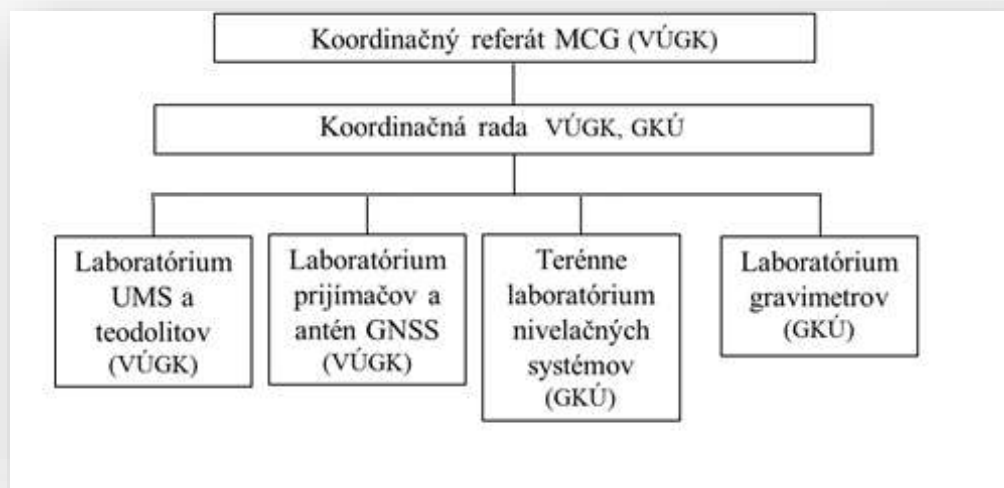 Koordinačný referát MCG (VÚGK)
Koordinačná rada VÚGK, GKÚ
Laboratórium
UMS a
teodolitov
(VÚGK)
Laboratórium
prijímačov a
antén GNSS
(VÚGK)
Terénne
laboratórium
nivelačných
systémov
(GKÚ)
Laboratórium
gravimetrov
(GKÚ)